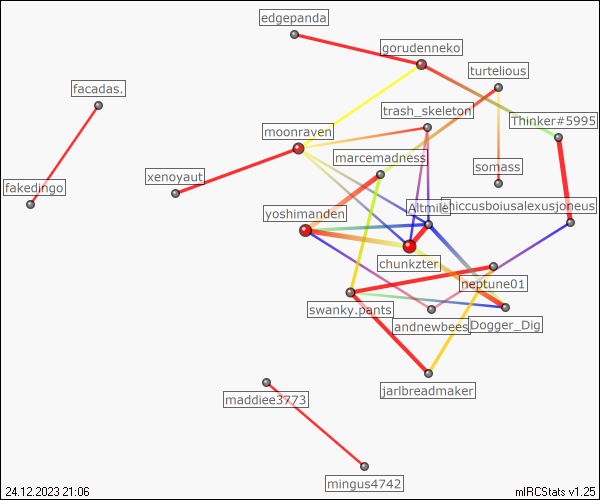 edgepanda
gorudenneko
turtelious
facadas.
trash_skeleton
Thinker#5995
moonraven
marcemadness
somass
xenoyaut
fakedingo
yoshimanden
Altmile
chunkzter
neptune01
swanky.pants
andnewbees
Dogger_Dig
jarlbreadmaker
maddiee3773
mingus4742
24.12.2023 21:06
mIRCStats v1.25